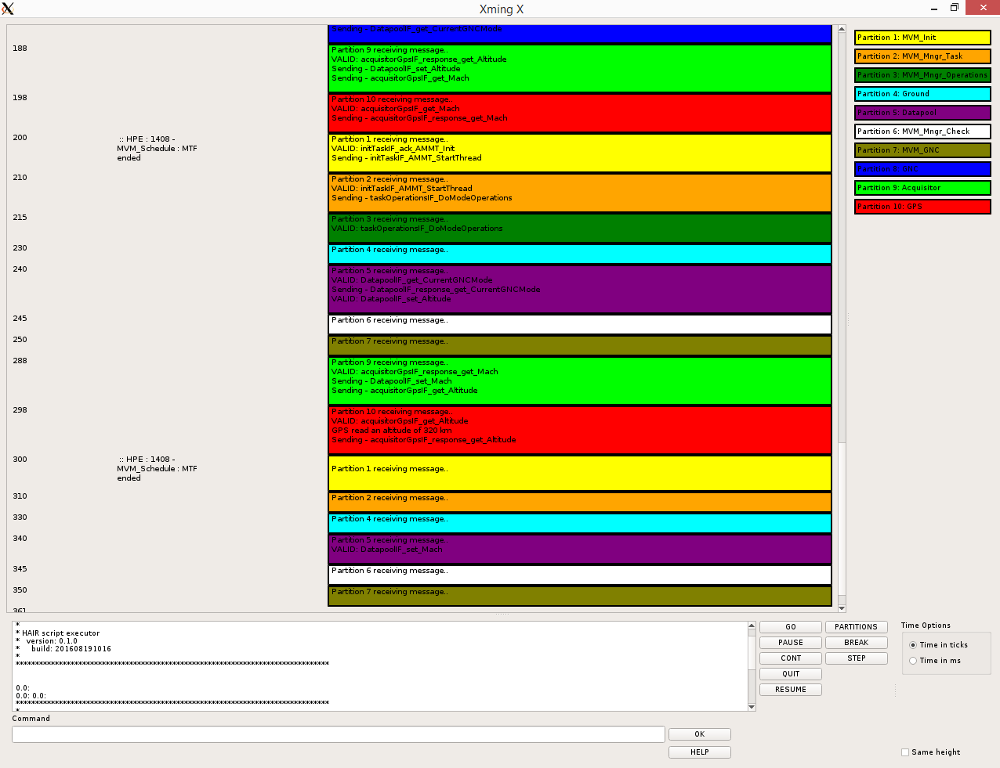 Xming X
Sending - DatapoolIF_get_CurrentGNCMode
188
Partition 9 receiving message..
VALID: acquisitorGpsIF_response_get_Altitude
Sending - DatapoolIF_set_Altitude
Sending - acquisitorGpsIF_get_Mach
198
Partition 10 receiving message..
VALID: acquisitorGpsIF_get_Mach
Sending - acquisitorGpsIF_response_get_Mach
200
:: HPE : 1408 -
MVM_Schedule : MTF
ended
Partition 1 receiving message..
VALID: initTaskIF_ack_AMMT_Init
Sending - initTaskIF_AMMT_StartThread
210
Partition 2 receiving message..
VALID: initTaskIF_AMMT_StartThread
Sending - taskOperationsIF_DoModeOperations
215
Partition 3 receiving message..
VALID: taskOperationsIF_DoModeOperations
230
Partition 4 receiving message..
240
Partition 5 receiving message..
VALID: DatapoolIF_get_CurrentGNCMode
Sending - DatapoolIF_response_get_CurrentGNCMode
VALID: DatapoolIF_set_Altitude
245
Partition 6 receiving message..
250
Partition 7 receiving message..
288
Partition 9 receiving message..
VALID: acquisitorGpsIF_response_get_Mach
Sending - DatapoolIF_set_Mach
Sending - acquisitorGpsIF_get_Altitude
298
Partition 10 receiving message..
VALID: acquisitorGpsIF_get_Altitude
GPS read an altitude of 320 km
Sending - acquisitorGpsIF_response_get_Altitude
300
:: HPE : 1408 -
MVM_Schedule : MTF
ended
Partition 1 receiving message..
310
Partition 2 receiving message..
330
Partition 4 receiving message..
340
Partition 5 receiving message..
VALID: DatapoolIF_set_Mach
345
Partition 6 receiving message..
350
Partition 7 receiving message..
361
Partition 1: MVM_Init
Partition 2: MVM_Mngr_Task
Partition 3: MVM_Mngr_Operations
Partition 4: Ground
Partition 5: Datapool
Partition 6: MVM_Mngr_Check
Partition 7: MVM_GNC
Partition 8: GNC
Partition 9: Acquisitor
Partition 10: GPS
*
* HAIR script executor
* version: 0.1.0
* build: 201608191016
*
********************************************************************************
0.0:
0.0: 0.0:
********************************************************************************
*
GO
PARTITIONS
PAUSE
BREAK
CONT
STEP
QUIT
RESUME
Time Options
Time in ticks
Time in ms
Command
OK
HELP
Same height